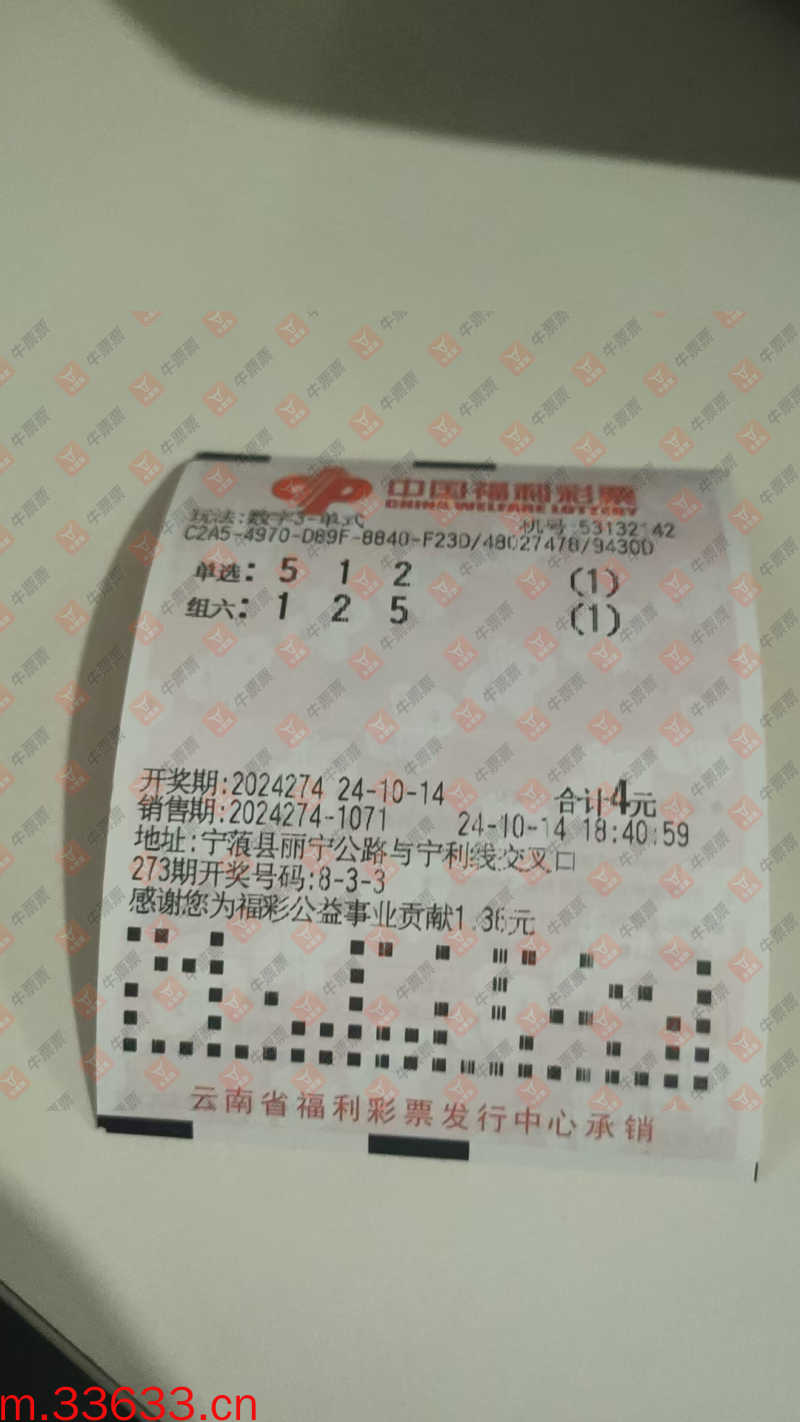 中国福利彩票
CHINA WELFARE LOTTERY
玩法:数字3-单式 机号:53132142
C2A5-4970-D89F-8840-F23D/48027478/9430D
单选: 5 1 2 (1)
组六: 1 2 5 (1)
开奖期:2024274 24-10-14 合计4元
销售期:2024274-1071 24-10-14 18:40:59
地址:宁蒗县丽宁公路与宁利线交叉口
273期开奖号码:8-3-3
感谢您为福彩公益事业贡献1.36元
云南省福利彩票发行中心承销
牛票票
m.33633.cn